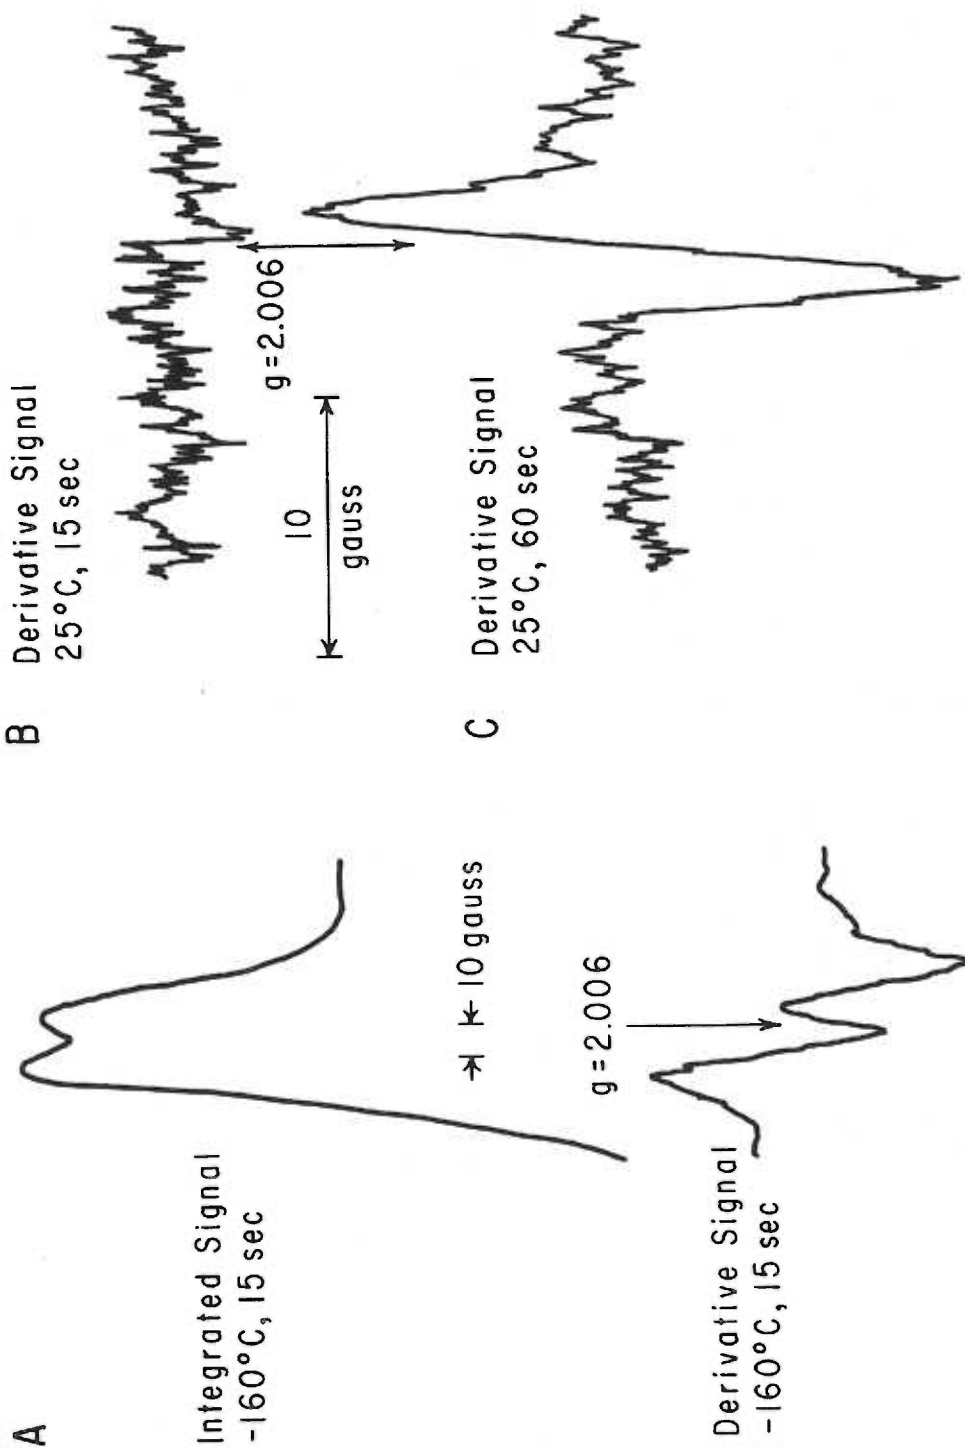 A
Integrated Signal
-160°C, 15 sec
10 gauss
g = 2.006
Derivative Signal
-160°C, 15 sec
B
Derivative Signal
25°C, 15 sec
g = 2.006
10
gauss
C
Derivative Signal
25°C, 60 sec